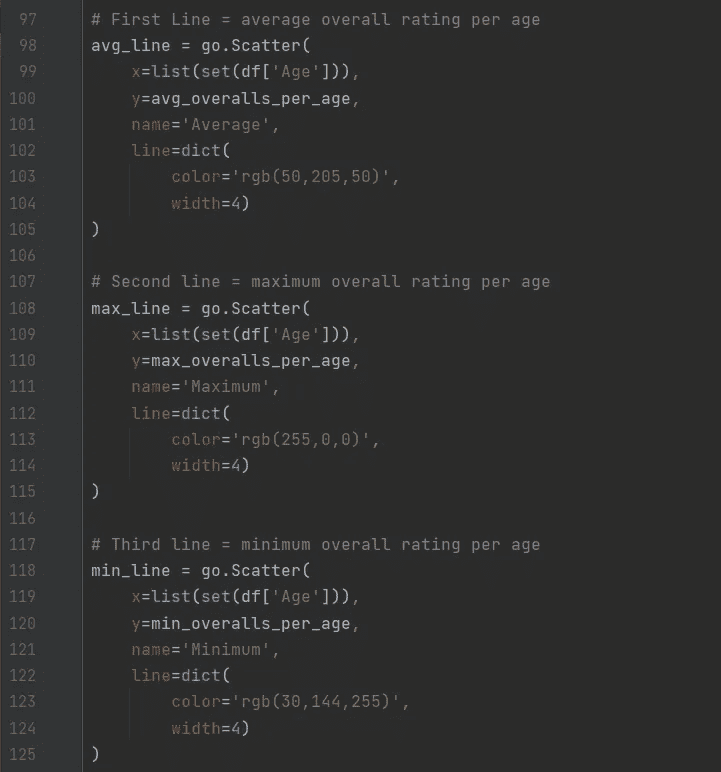 97 # First Line = average overall rating per age
98 avg_line = go.Scatter(
99     x=list(set(df['Age'])),
100     y=avg_overalls_per_age,
101     name='Average',
102     line=dict(
103         color='rgb(50,205,50)',
104         width=4)
105 )
106
107 # Second line = maximum overall rating per age
108 max_line = go.Scatter(
109     x=list(set(df['Age'])),
110     y=max_overalls_per_age,
111     name='Maximum',
112     line=dict(
113         color='rgb(255,0,0)',
114         width=4)
115 )
116
117 # Third line = minimum overall rating per age
118 min_line = go.Scatter(
119     x=list(set(df['Age'])),
120     y=min_overalls_per_age,
121     name='Minimum',
122     line=dict(
123         color='rgb(30,144,255)',
124         width=4)
125 )